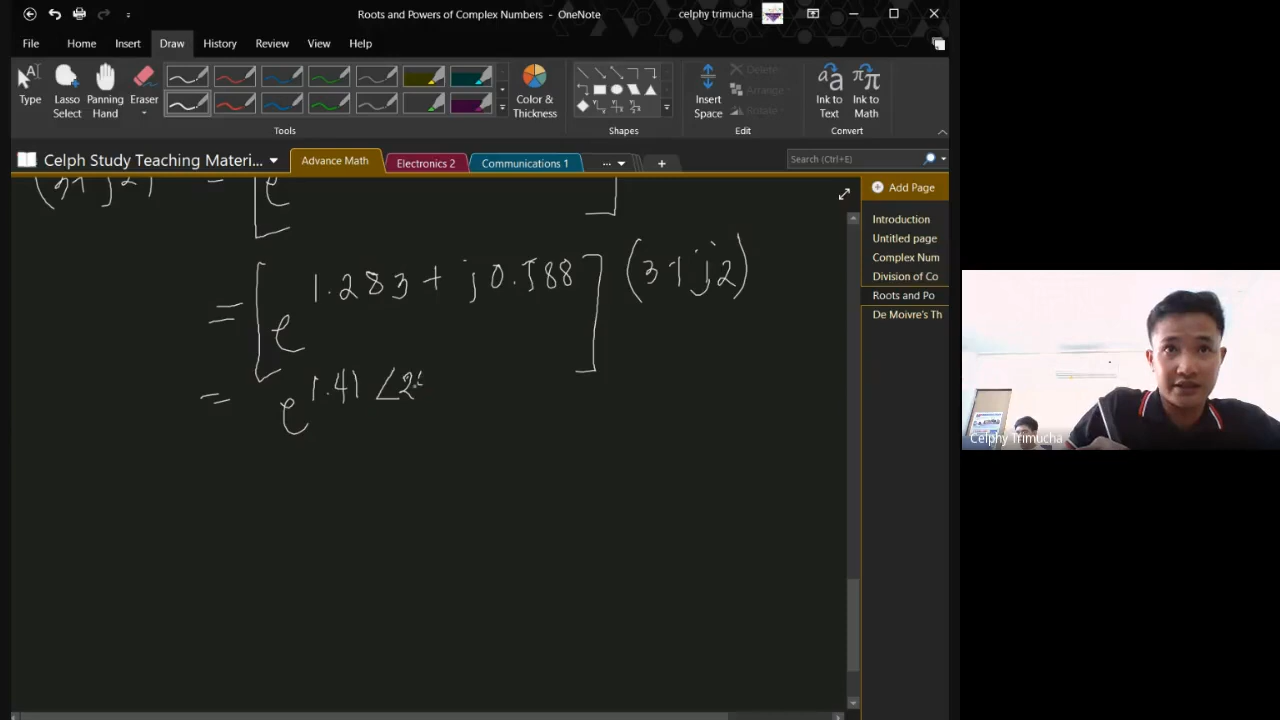 Roots and Powers of Complex Numbers - OneNote
celphy trimucha
File Home Insert Draw History Review View Help
Type Lasso Select Panning Hand Eraser Color & Thickness Insert Space Delete Arrange Rotate Ink to Text Ink to Math
Tools Shapes Edit Convert
Celph Study Teaching Materi... Advance Math Electronics 2 Communications 1 ... + Search (Ctrl+E)
Add Page
Introduction
Untitled page
Complex Num
Division of Co
Roots and Po
De Moivre's Th
= [e^1.283 + j0.588] (3+j2)
= e^1.41 ∠2
Celphy Trimucha